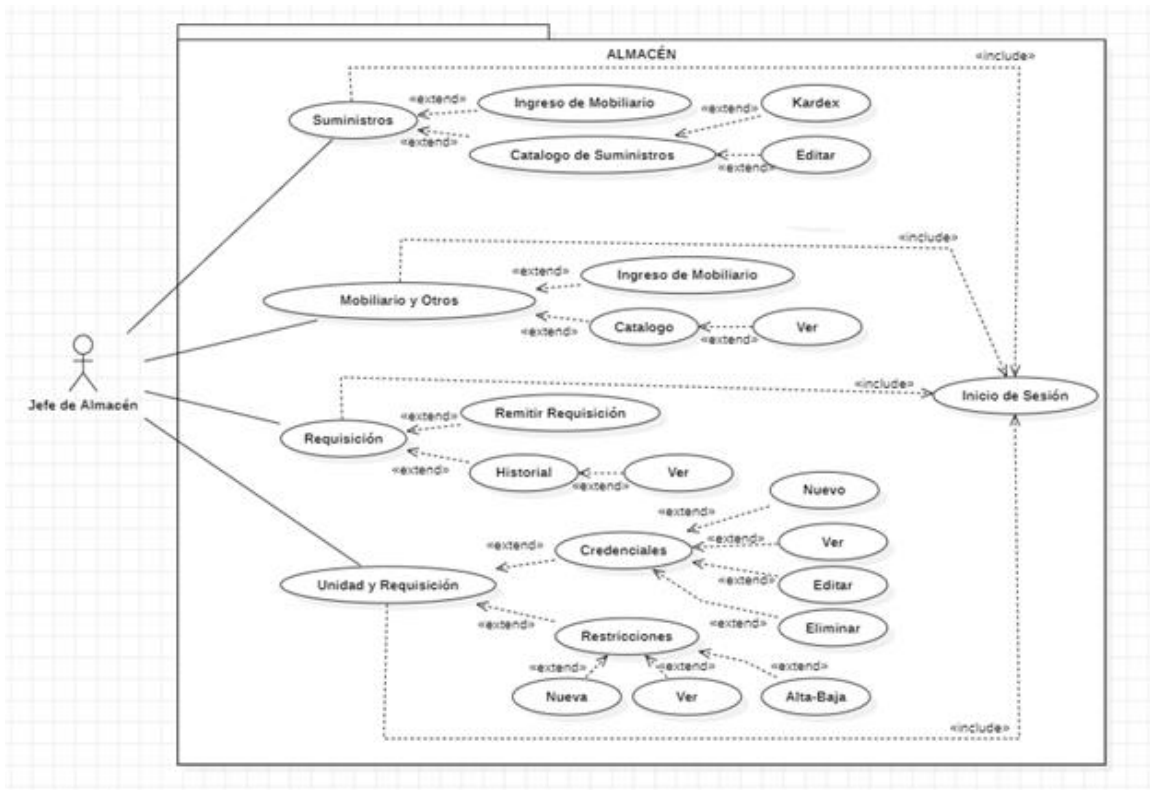 ALMACÉN
«include»
«extend»
Ingreso de Mobiliario
«extend»
Kardex
Suministros
«extend»
Catalogo de Suministros
«extend»
Editar
«include»
«extend»
Ingreso de Mobiliario
Mobiliario y Otros
«extend»
Catalogo
«extend»
Ver
Jefe de Almacén
«include»
Inicio de Sesión
«extend»
Remitir Requisición
Requisición
«extend»
Historial
«extend»
Ver
«extend»
Nuevo
«extend»
Credenciales
«extend»
Ver
Unidad y Requisición
«extend»
Editar
«extend»
Eliminar
«extend»
Restricciones
«extend»
«extend»
«extend»
Nueva
Ver
Alta-Baja
«include»